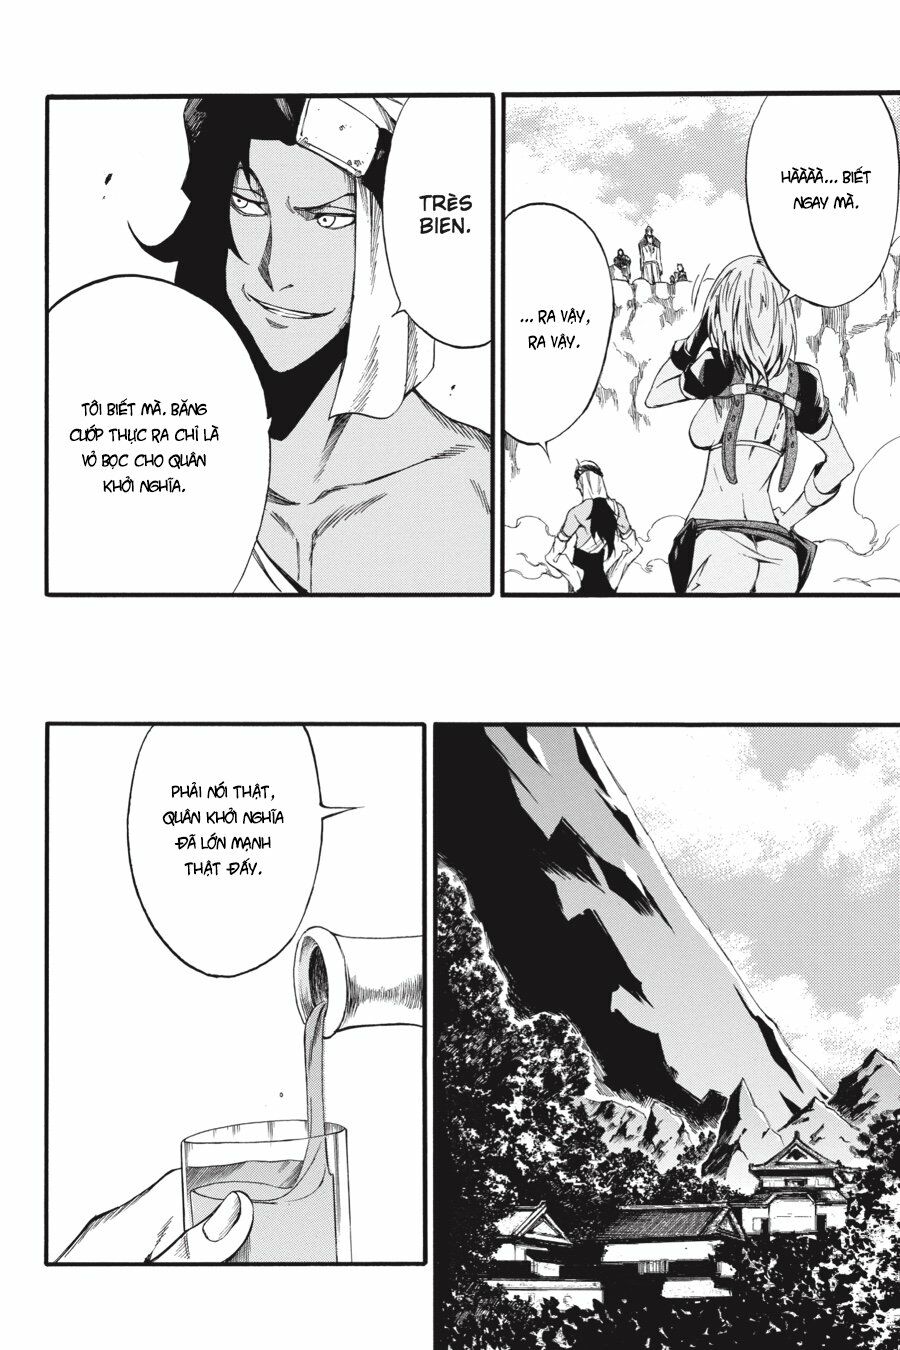 HÀÀÀÀ... BIẾT
NGAY MÀ.
... RA VẬY,
RA VẬY.
TRÈS
BIEN.
TÔI BIẾT MÀ. BĂNG
CƯỚP THỰC RA CHỈ LÀ
VỎ BỌC CHO QUÂN
KHỞI NGHĨA.
PHẢI NÓI THẬT,
QUÂN KHỞI NGHĨA
ĐÃ LỚN MẠNH
THẬT ĐẤY.